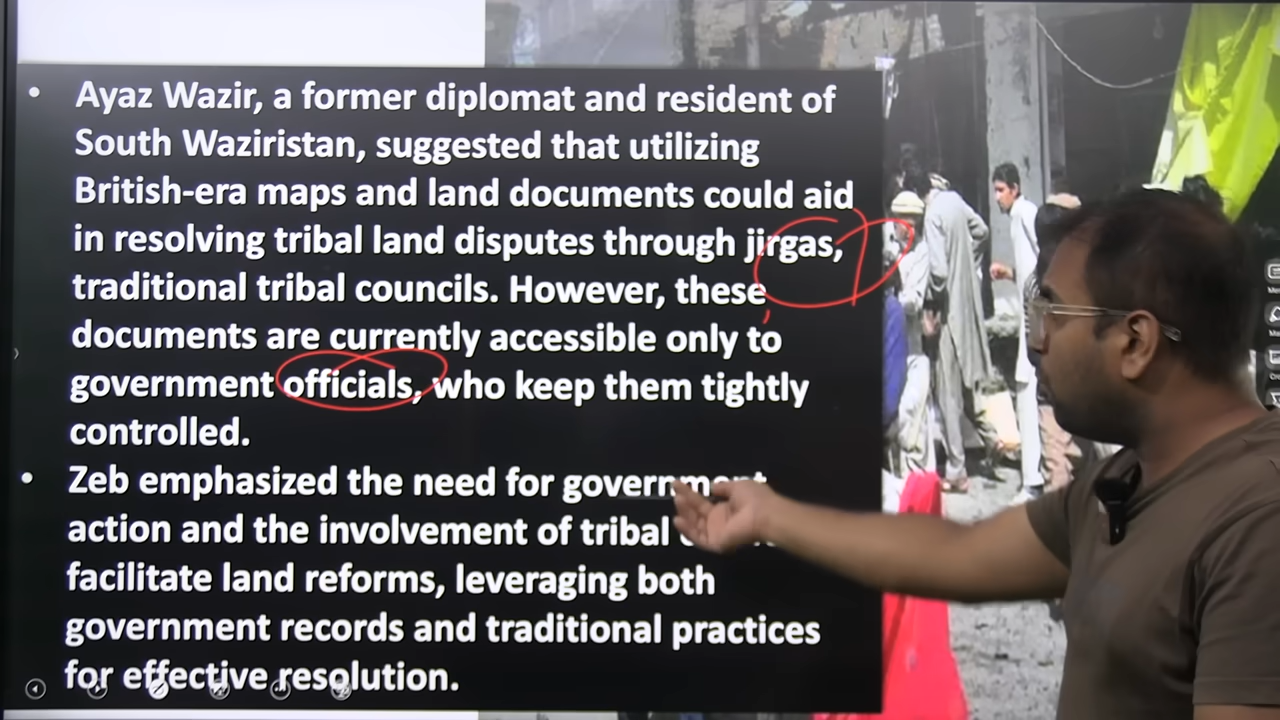 • Ayaz Wazir, a former diplomat and resident of
South Waziristan, suggested that utilizing
British-era maps and land documents could aid
in resolving tribal land disputes through jirgas,
traditional tribal councils. However, these
documents are currently accessible only to
government officials, who keep them tightly
controlled.
• Zeb emphasized the need for government
action and the involvement of tribal
facilitate land reforms, leveraging both
government records and traditional practices
for effective resolution.